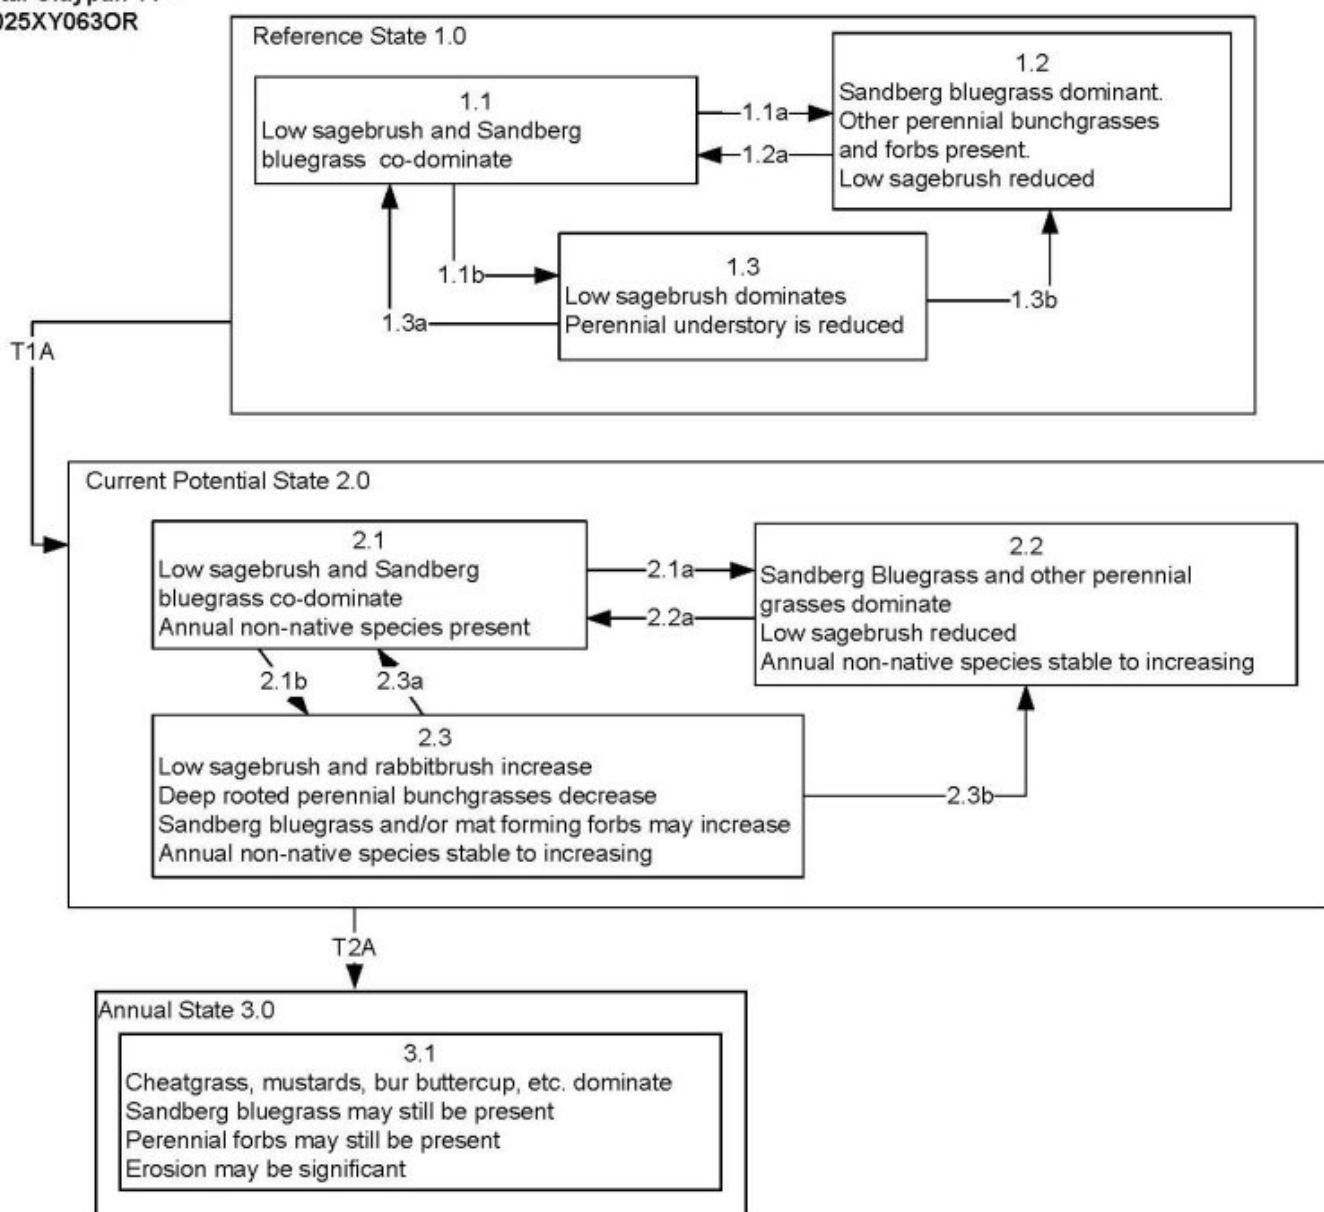 025XY063OR
Reference State 1.0
1.1
Low sagebrush and Sandberg
bluegrass co-dominate
1.1a
1.2a
1.2
Sandberg bluegrass dominant.
Other perennial bunchgrasses
and forbs present.
Low sagebrush reduced
1.1b
1.3a
1.3
Low sagebrush dominates
Perennial understory is reduced
1.3b
T1A
Current Potential State 2.0
2.1
Low sagebrush and Sandberg
bluegrass co-dominate
Annual non-native species present
2.1a
2.2a
2.2
Sandberg Bluegrass and other perennial
grasses dominate
Low sagebrush reduced
Annual non-native species stable to increasing
2.1b
2.3a
2.3
Low sagebrush and rabbitbrush increase
Deep rooted perennial bunchgrasses decrease
Sandberg bluegrass and/or mat forming forbs may increase
Annual non-native species stable to increasing
2.3b
T2A
Annual State 3.0
3.1
Cheatgrass, mustards, bur buttercup, etc. dominate
Sandberg bluegrass may still be present
Perennial forbs may still be present
Erosion may be significant